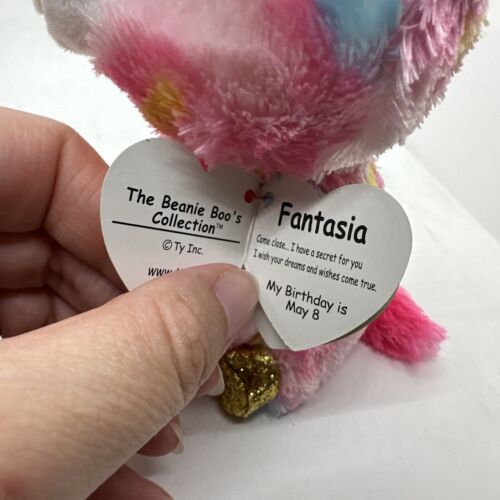 The Beanie Boo's
Collection™
© Ty Inc.
Fantasia
Come close... I have a secret for you
I wish your dreams and wishes come true.
My Birthday is
May 8